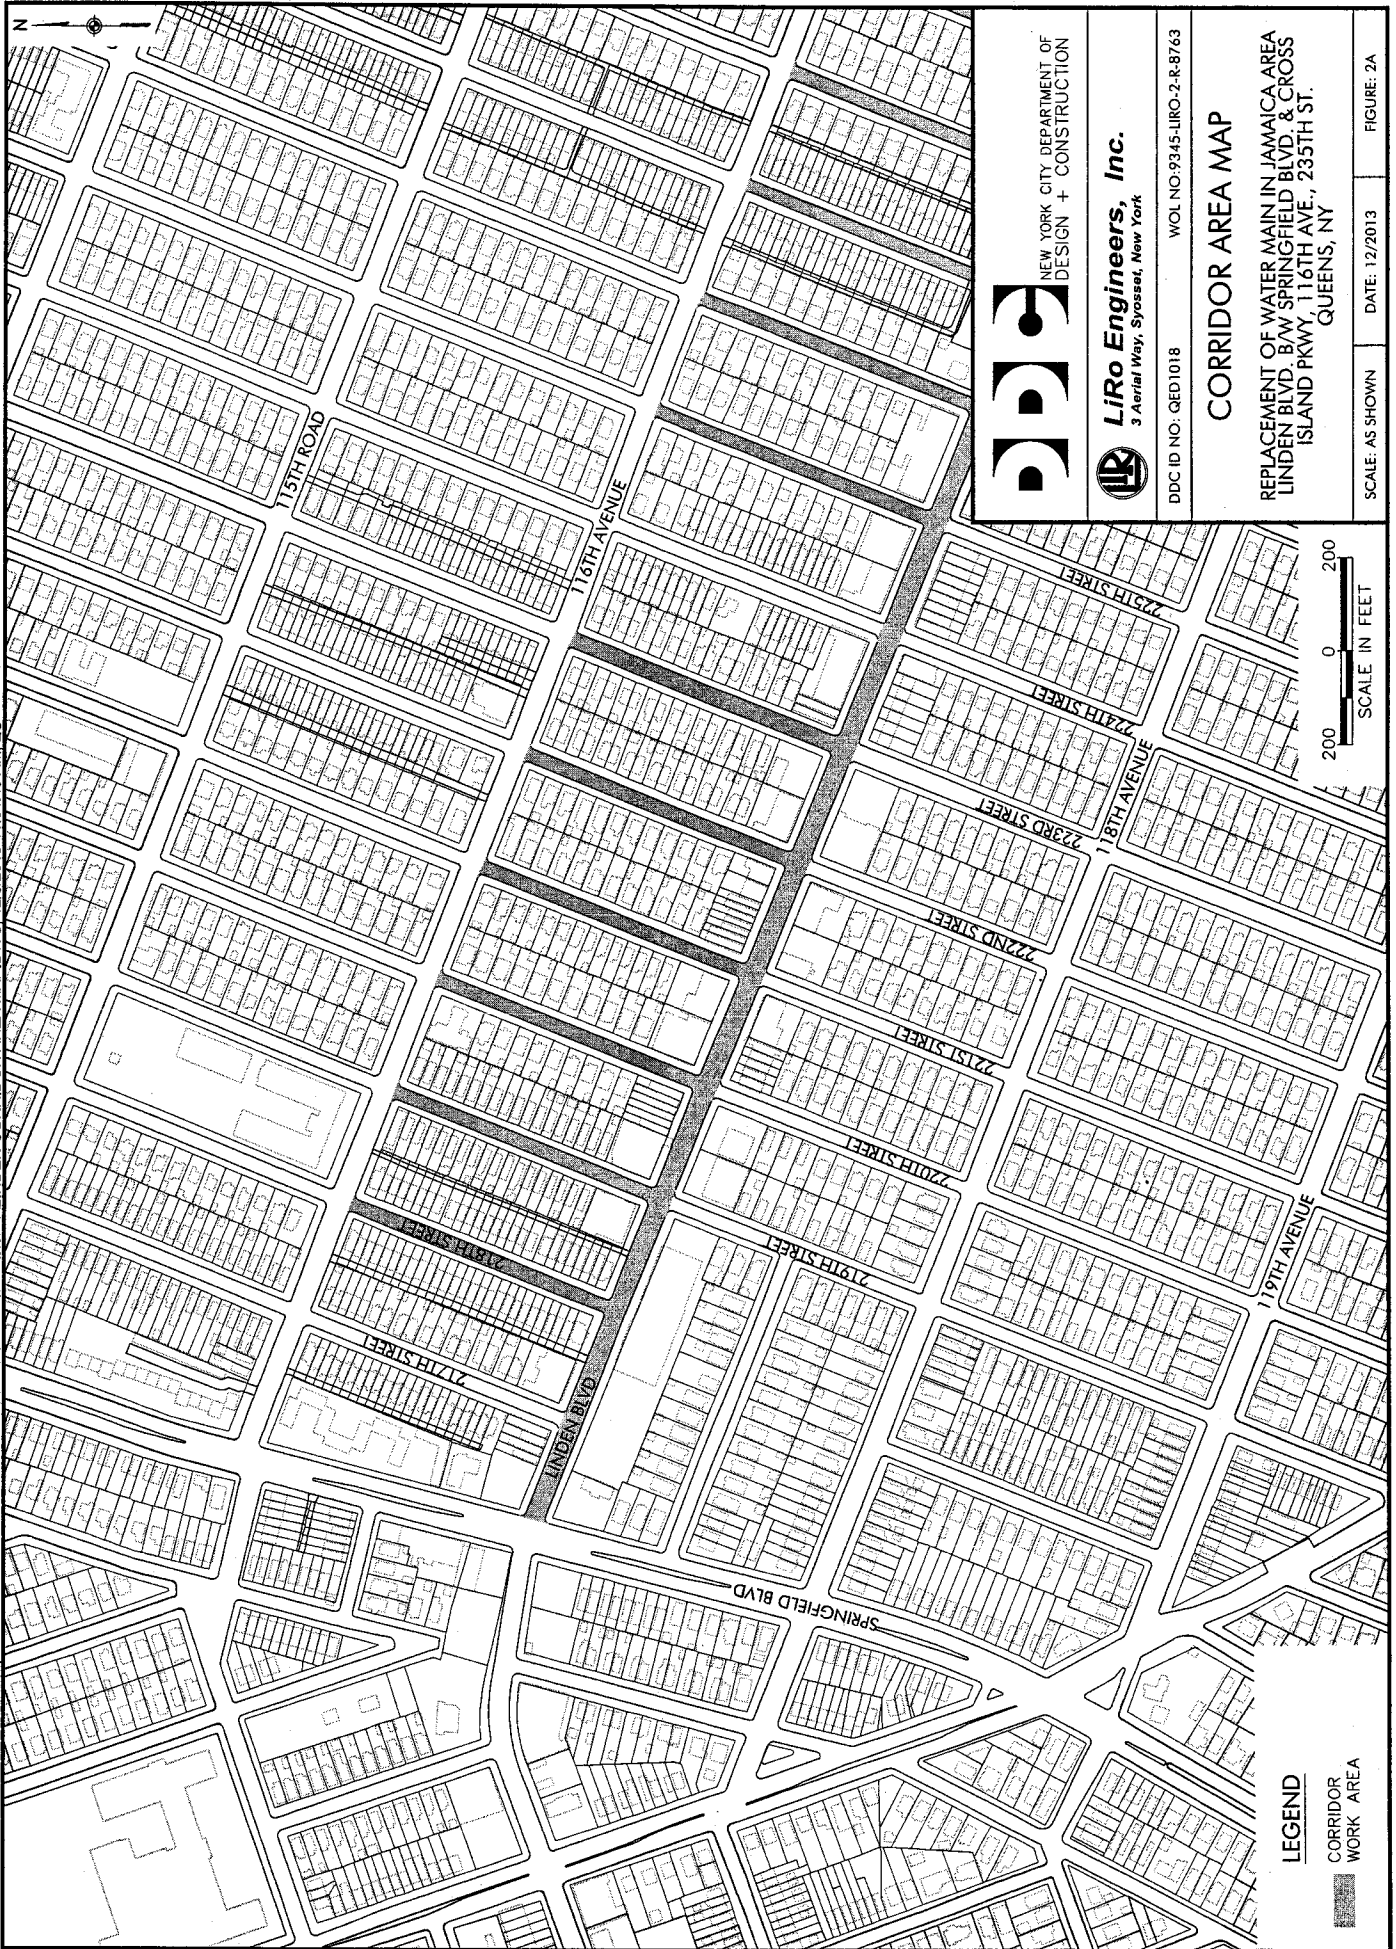 N
115TH ROAD
116TH AVENUE
217TH STREET
218TH STREET
LINDEN BLVD
219TH STREET
220TH STREET
221ST STREET
222ND STREET
223RD STREET
224TH STREET
225TH STREET
118TH AVENUE
119TH AVENUE
SPRINGFIELD BLVD
LEGEND
CORRIDOR
WORK AREA
200 0 200
SCALE IN FEET
DDC
NEW YORK CITY DEPARTMENT OF
DESIGN + CONSTRUCTION
LiRo Engineers, Inc.
3 Aerial Way, Syosset, New York
DDC ID NO: QED1018 WOL NO:9345-LIRO-2-R-8763
CORRIDOR AREA MAP
REPLACEMENT OF WATER MAIN IN JAMAICA AREA
LINDEN BLVD. B/W SPRINGFIELD BLVD. & CROSS
ISLAND PKWY, 116TH AVE., 235TH ST.
QUEENS, NY
SCALE: AS SHOWN DATE: 12/2013 FIGURE: 2A